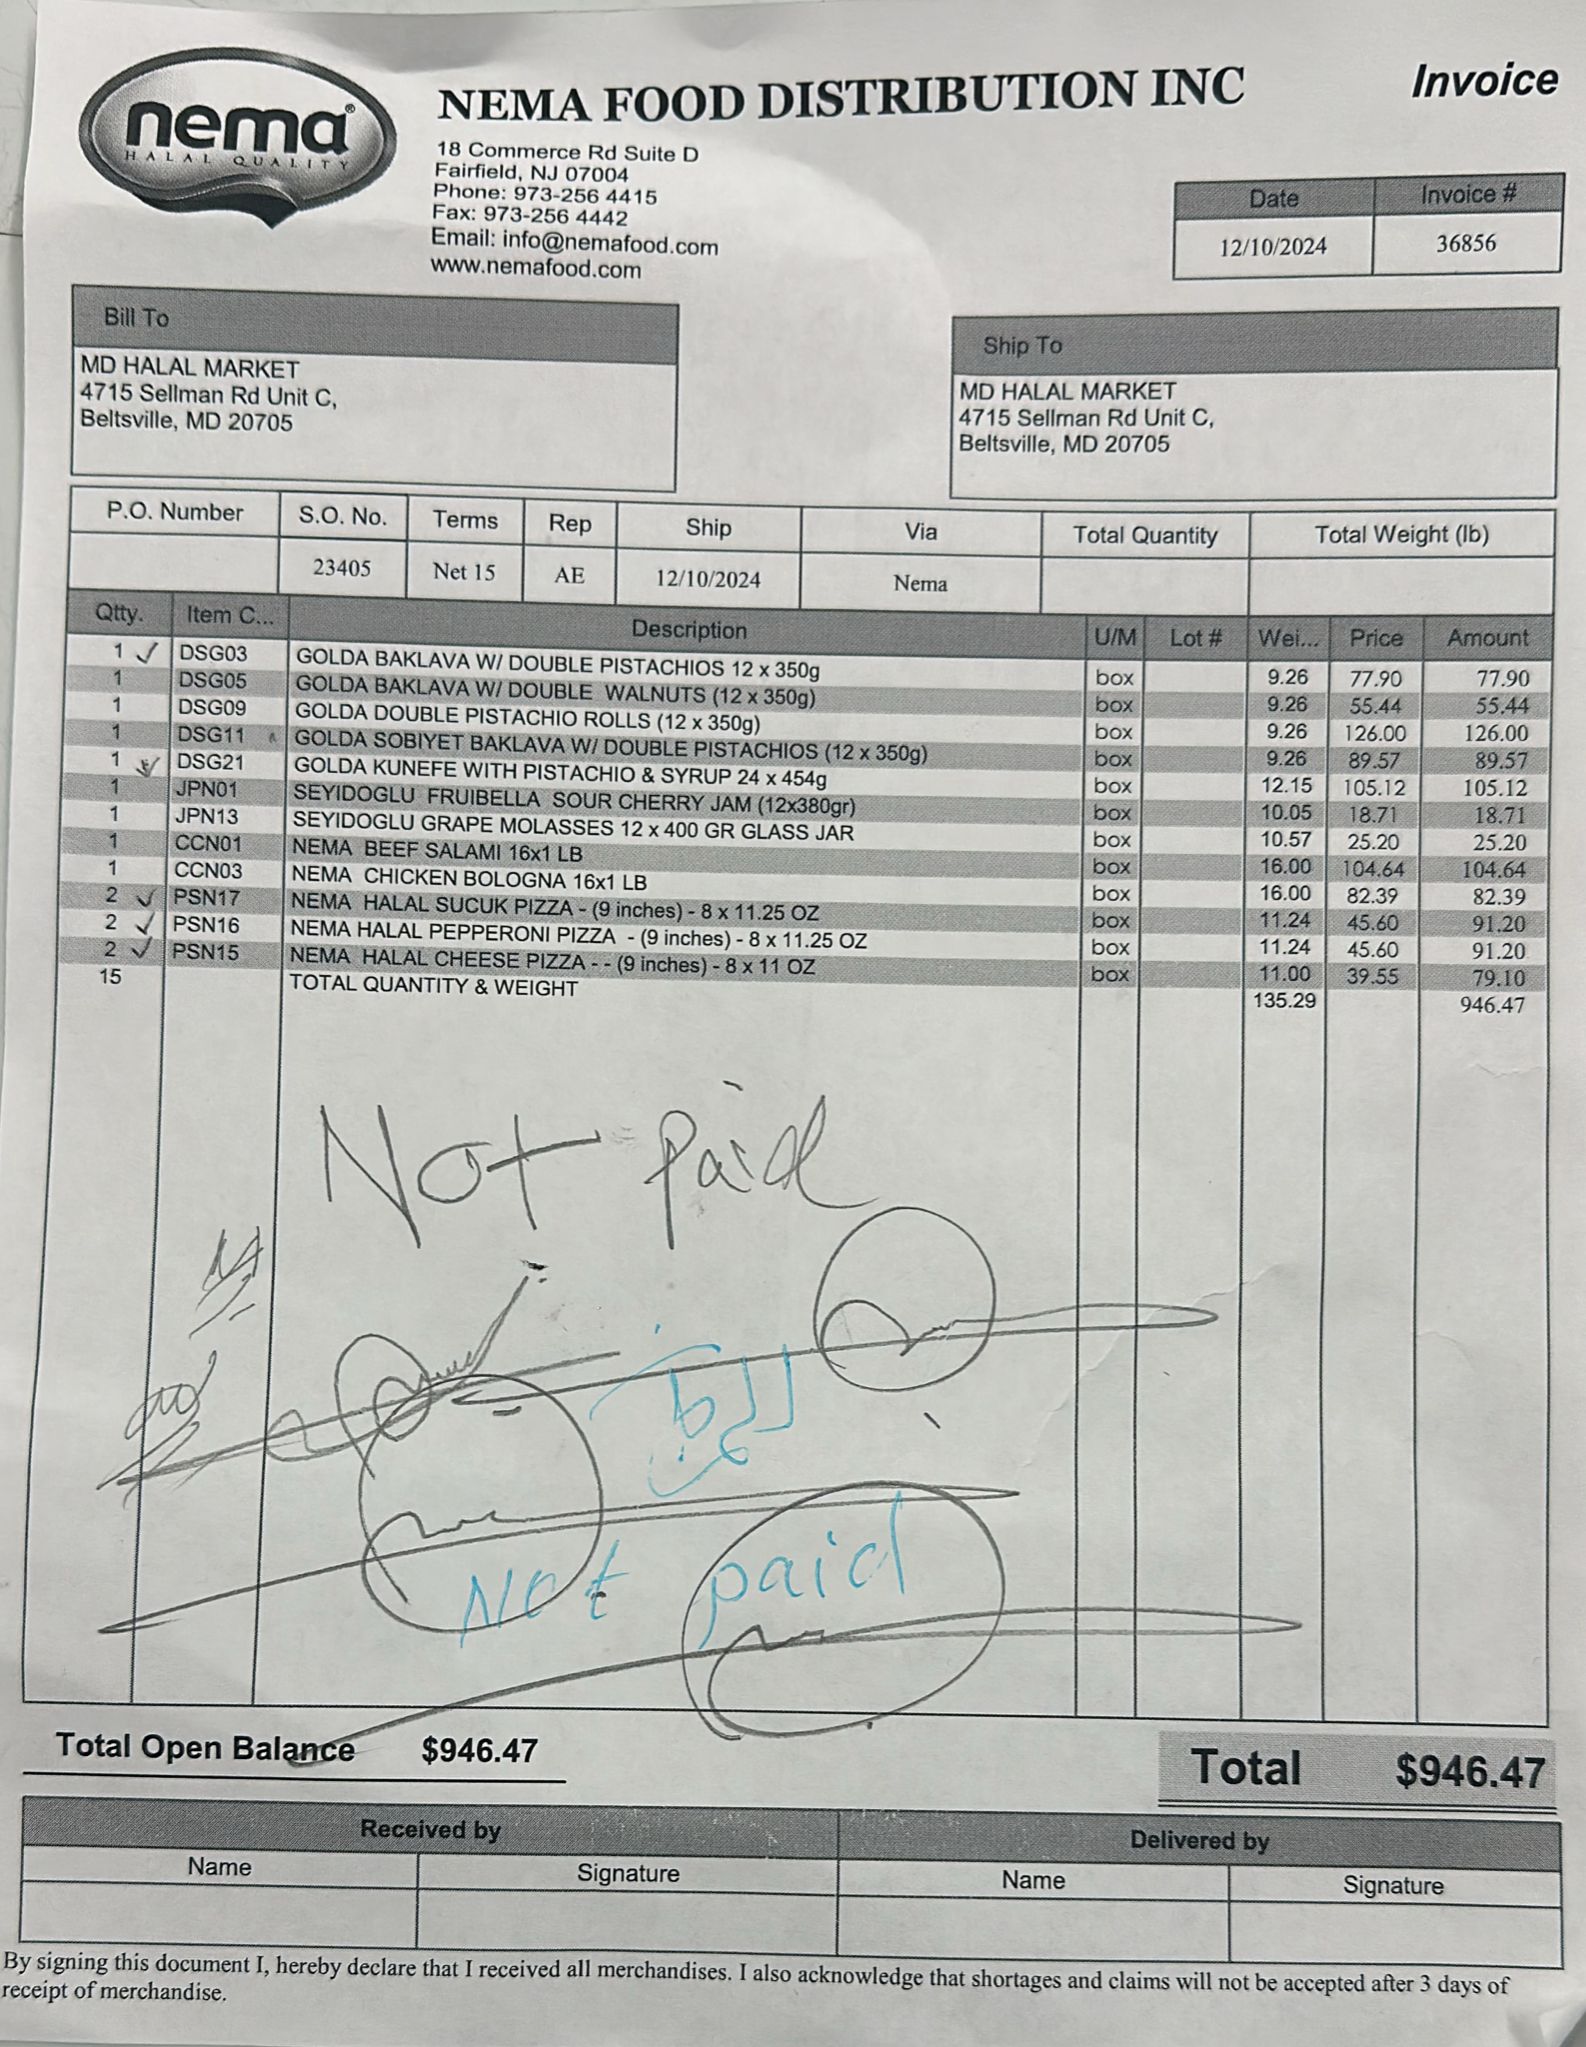 nema®
HALAL QUALITY
NEMA FOOD DISTRIBUTION INC
Invoice
18 Commerce Rd Suite D
Fairfield, NJ 07004
Phone: 973-256 4415
Fax: 973-256 4442
Email: info@nemafood.com
www.nemafood.com
Date Invoice #
12/10/2024 36856
Bill To
MD HALAL MARKET
4715 Sellman Rd Unit C,
Beltsville, MD 20705
Ship To
MD HALAL MARKET
4715 Sellman Rd Unit C,
Beltsville, MD 20705
P.O. Number S.O. No. Terms Rep Ship Via Total Quantity Total Weight (lb)
23405 Net 15 AE 12/10/2024 Nema
Qtty. Item C... Description U/M Lot # Wei... Price Amount
1 ✓ DSG03 GOLDA BAKLAVA W/ DOUBLE PISTACHIOS 12 x 350g box 9.26 77.90 77.90
1 DSG05 GOLDA BAKLAVA W/ DOUBLE WALNUTS (12 x 350g) box 9.26 55.44 55.44
1 DSG09 GOLDA DOUBLE PISTACHIO ROLLS (12 x 350g) box 9.26 126.00 126.00
1 DSG11 GOLDA SOBIYET BAKLAVA W/ DOUBLE PISTACHIOS (12 x 350g) box 9.26 89.57 89.57
1 DSG21 GOLDA KUNEFE WITH PISTACHIO & SYRUP 24 x 454g box 12.15 105.12 105.12
1 JPN01 SEYIDOGLU FRUIBELLA SOUR CHERRY JAM (12x380gr) box 10.05 18.71 18.71
1 JPN13 SEYIDOGLU GRAPE MOLASSES 12 x 400 GR GLASS JAR box 10.57 25.20 25.20
1 CCN01 NEMA BEEF SALAMI 16x1 LB box 16.00 104.64 104.64
1 CCN03 NEMA CHICKEN BOLOGNA 16x1 LB box 16.00 82.39 82.39
2 ✓ PSN17 NEMA HALAL SUCUK PIZZA - (9 inches) - 8 x 11.25 OZ box 11.24 45.60 91.20
2 ✓ PSN16 NEMA HALAL PEPPERONI PIZZA - (9 inches) - 8 x 11.25 OZ box 11.24 45.60 91.20
2 ✓ PSN15 NEMA HALAL CHEESE PIZZA - - (9 inches) - 8 x 11 OZ box 11.00 39.55 79.10
15 TOTAL QUANTITY & WEIGHT 135.29 946.47
Not Paid
Not paid
Total Open Balance $946.47
Total $946.47
Received by Delivered by
Name Signature Name Signature
By signing this document I, hereby declare that I received all merchandises. I also acknowledge that shortages and claims will not be accepted after 3 days of
receipt of merchandise.